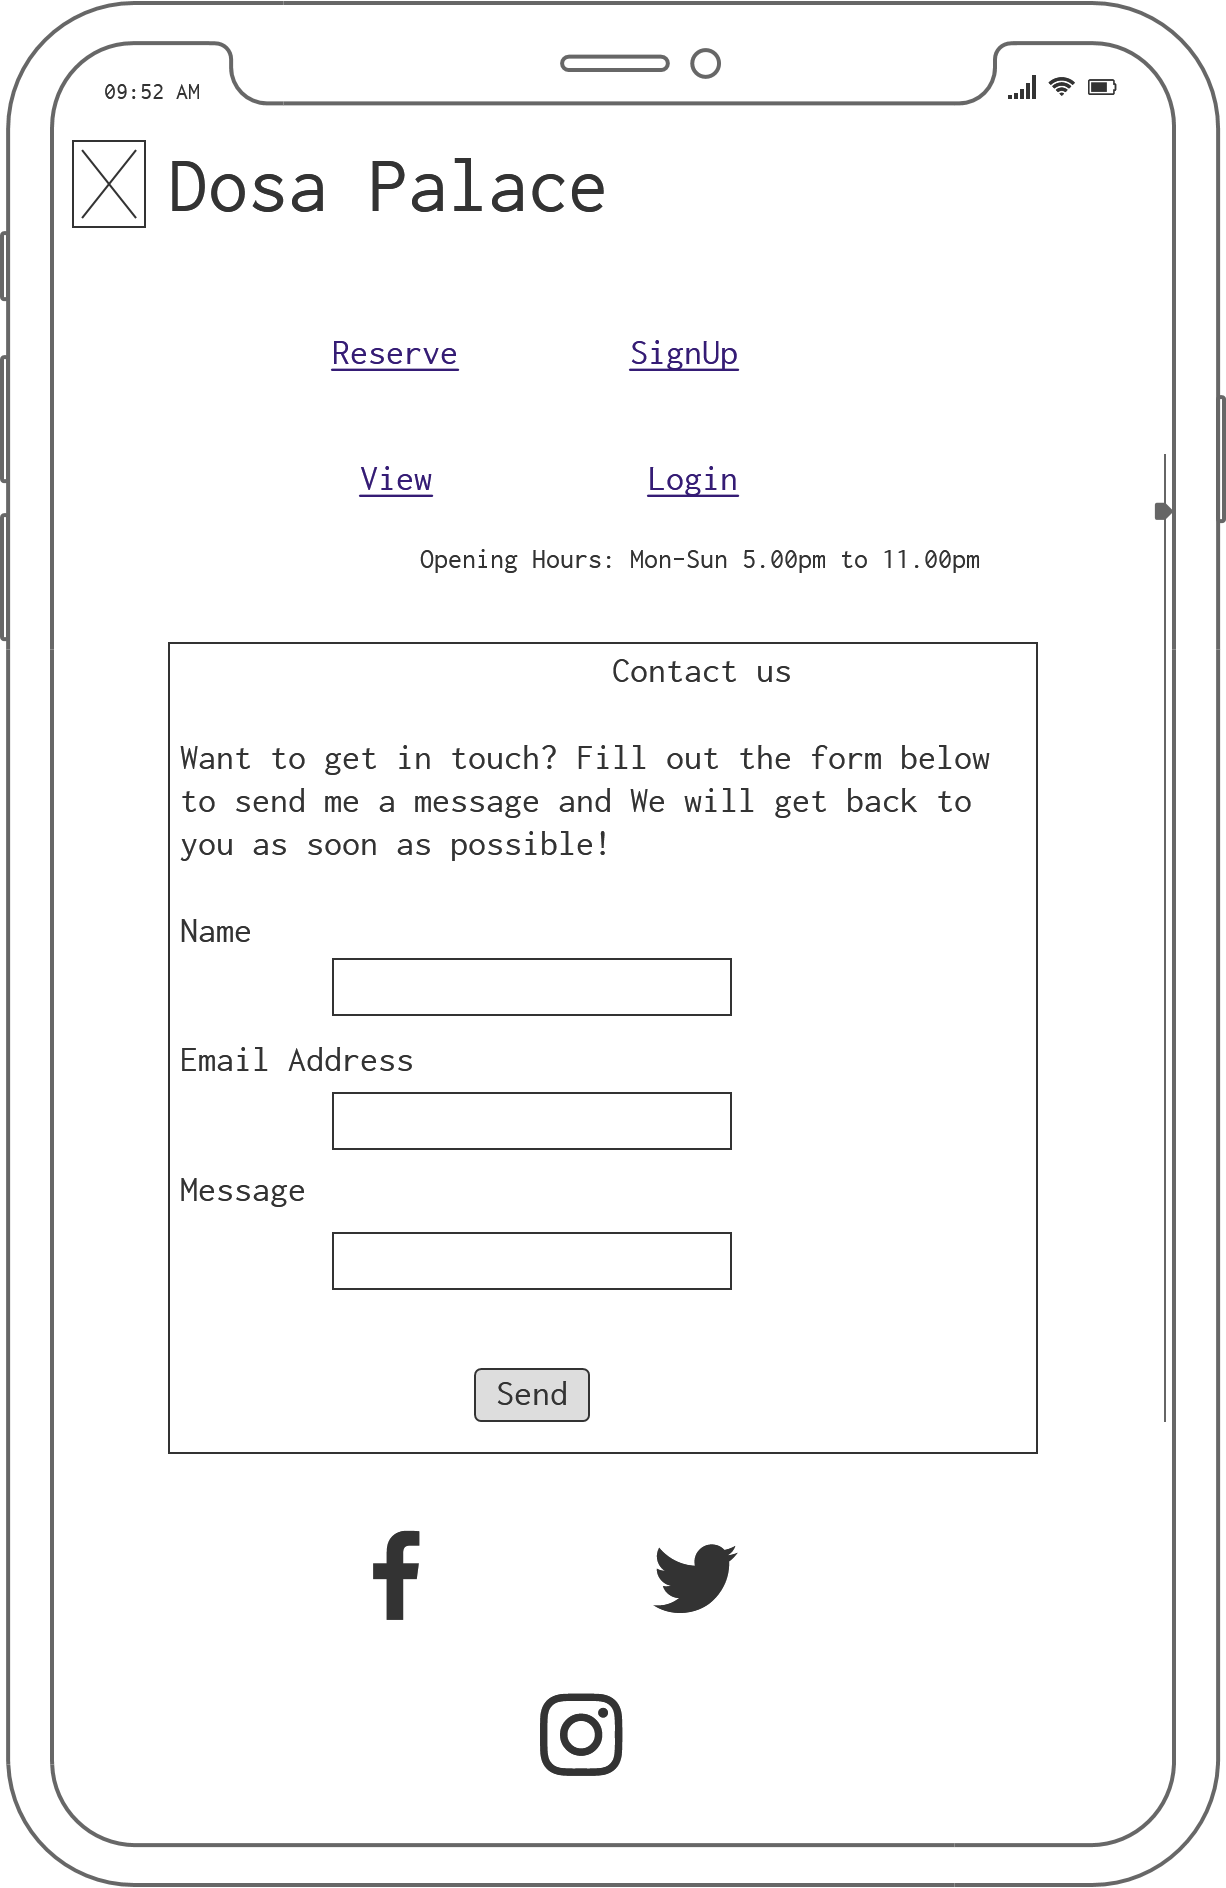 09:52 AM
Dosa Palace
Reserve SignUp
View Login
Opening Hours: Mon-Sun 5.00pm to 11.00pm
Contact us
Want to get in touch? Fill out the form below
to send me a message and We will get back to
you as soon as possible!
Name
Email Address
Message
Send